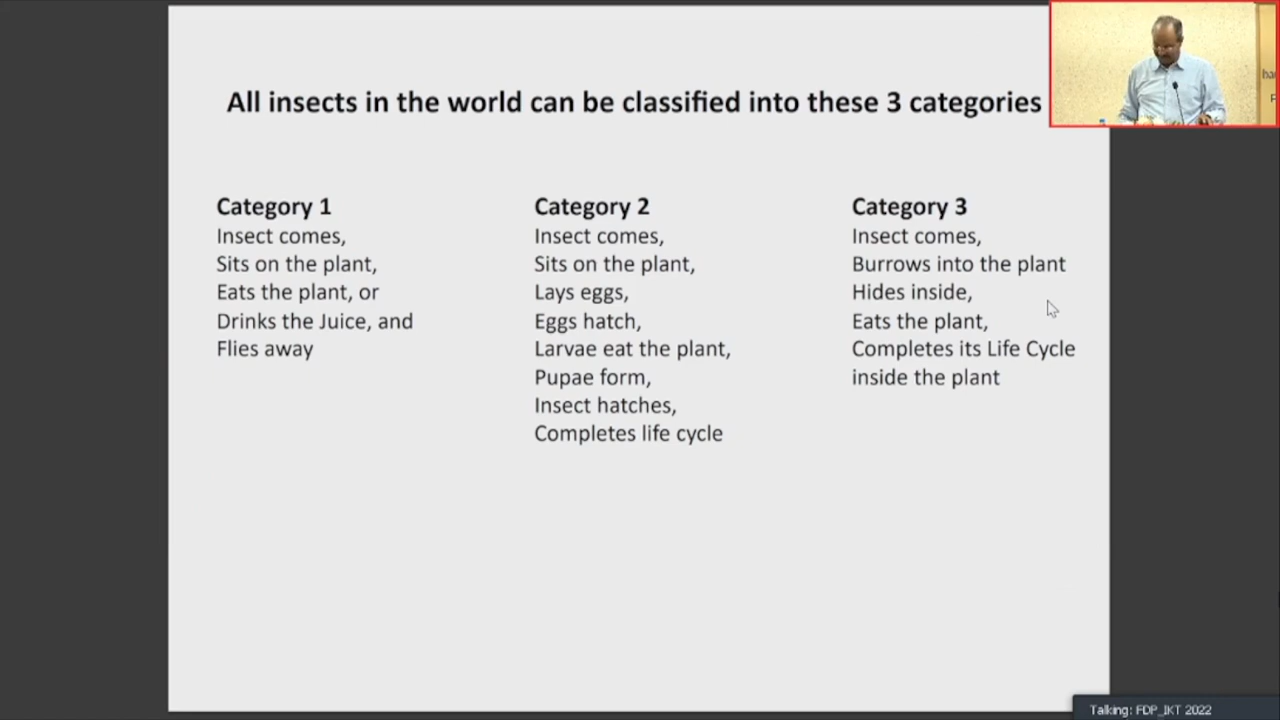 All insects in the world can be classified into these 3 categories
Category 1
Insect comes,
Sits on the plant,
Eats the plant, or
Drinks the Juice, and
Flies away
Category 2
Insect comes,
Sits on the plant,
Lays eggs,
Eggs hatch,
Larvae eat the plant,
Pupae form,
Insect hatches,
Completes life cycle
Category 3
Insect comes,
Burrows into the plant
Hides inside,
Eats the plant,
Completes its Life Cycle
inside the plant
Talking: FDP_IKT 2022